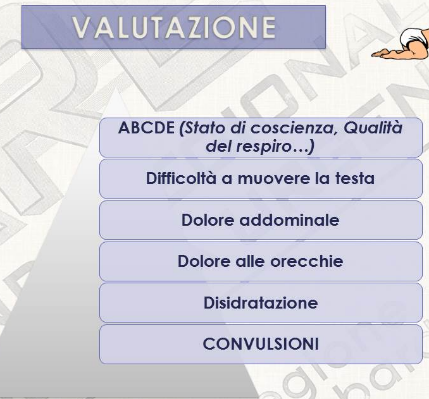 VALUTAZIONE
ABCDE (Stato di coscienza, Qualità
del respiro...)
Difficoltà a muovere la testa
Dolore addominale
Dolore alle orecchie
Disidratazione
CONVULSIONI